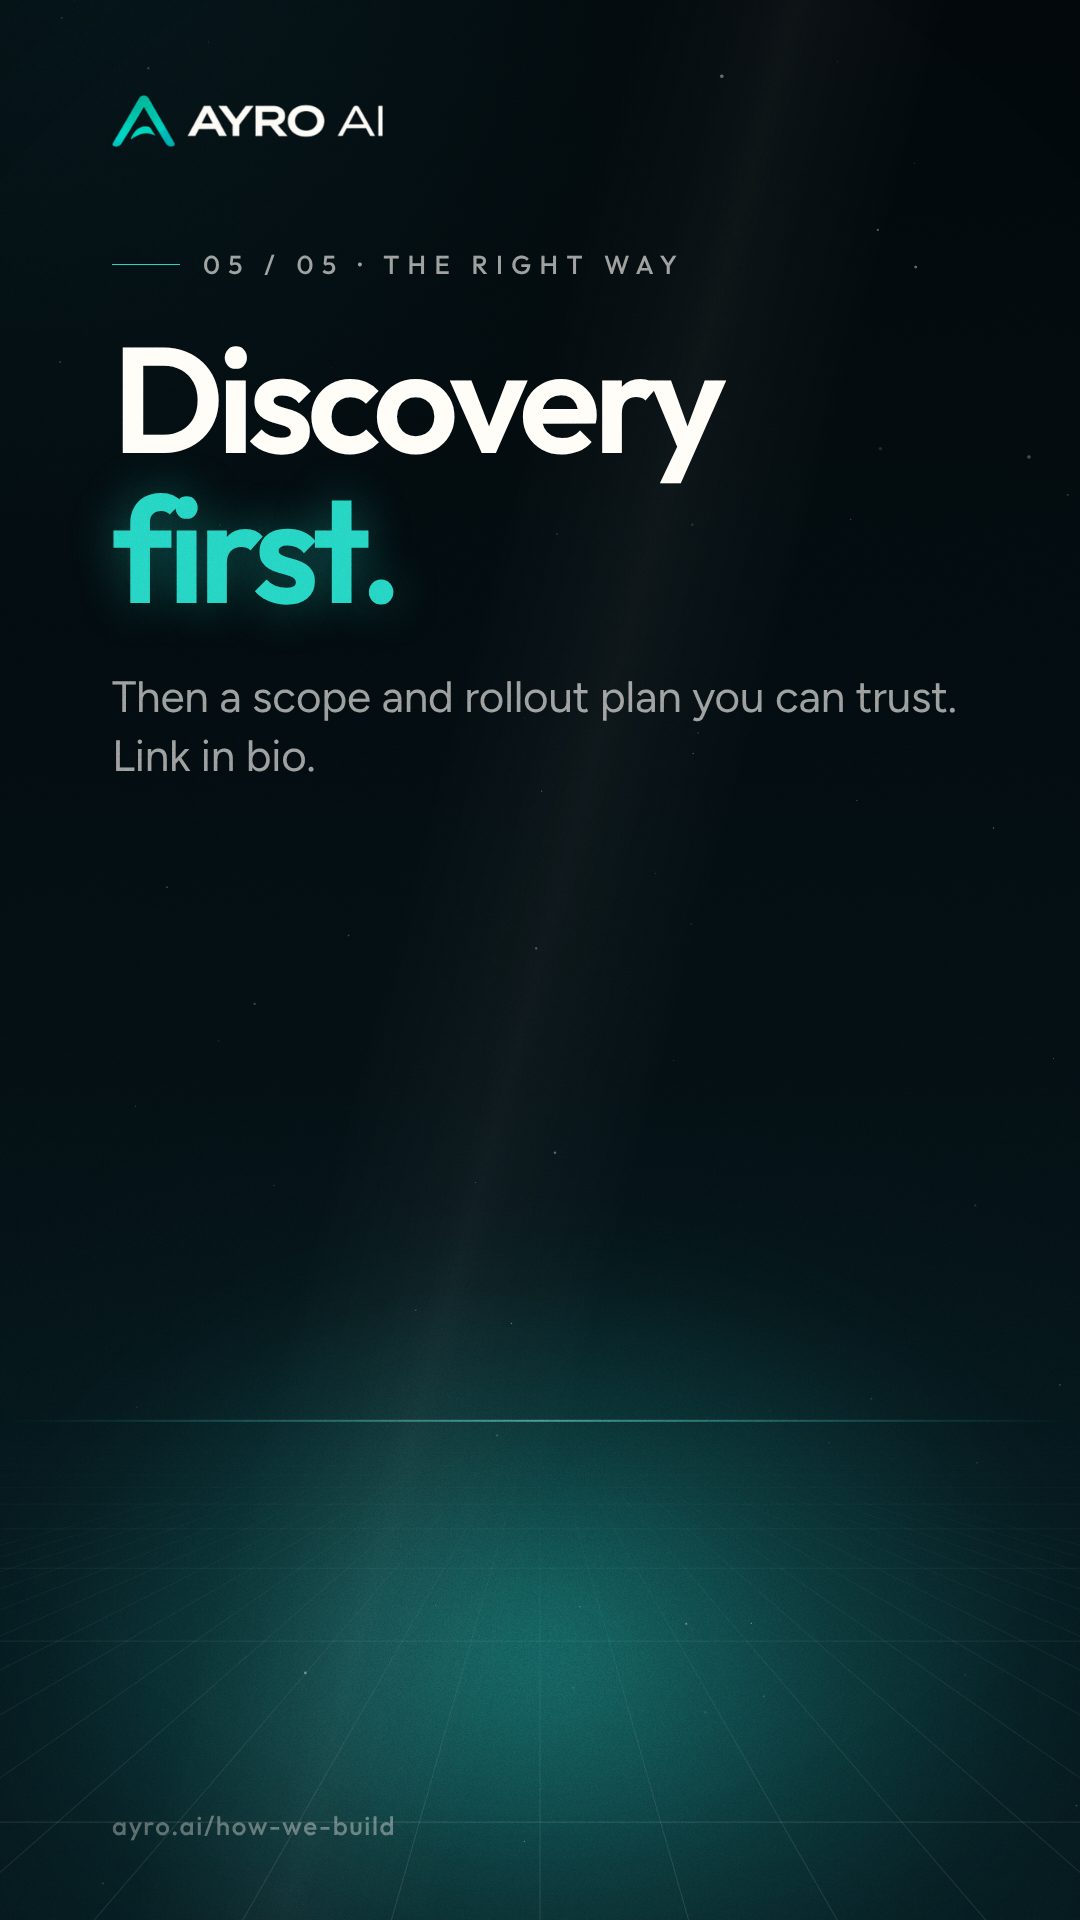 AYRO AI
05 / 05 · THE RIGHT WAY
Discovery
first.
Then a scope and rollout plan you can trust.
Link in bio.
ayro.ai/how-we-build